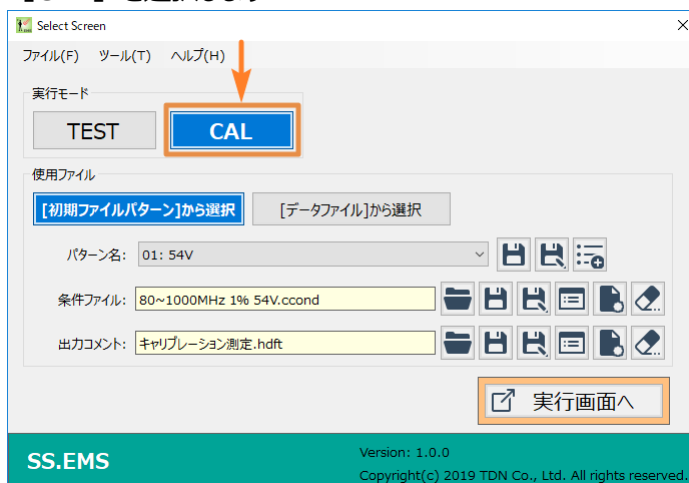 Select Screen
ファイル(F) ツール(T) ヘルプ(H)
実行モード
TEST CAL
使用ファイル
[初期ファイルパターン]から選択 [データファイル]から選択
パターン名: 01: 54V
条件ファイル: 80~1000MHz 1% 54V.ccond
出力コメント: キャリブレーション測定.hdft
実行画面へ
SS.EMS
Version: 1.0.0
Copyright(c) 2019 TDN Co., Ltd. All rights reserved.